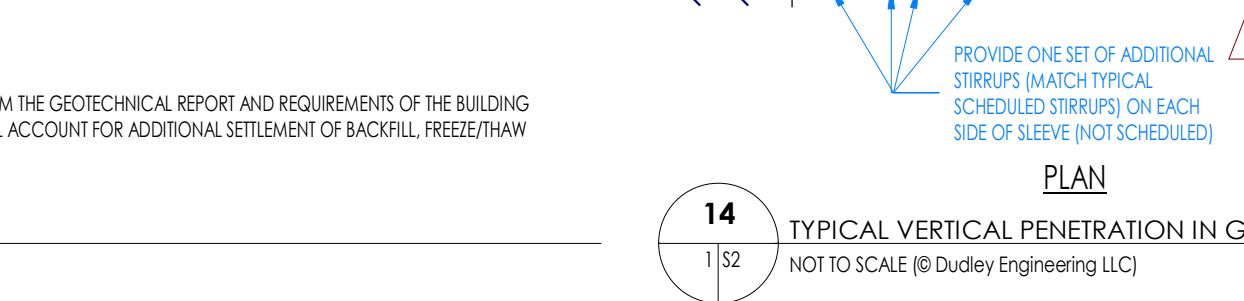 M THE GEOTECHNICAL REPORT AND REQUIREMENTS OF THE BUILDING
ACCOUNT FOR ADDITIONAL SETTLEMENT OF BACKFILL, FREEZE/THAW
PROVIDE ONE SET OF ADDITIONAL
STIRRUPS (MATCH TYPICAL
SCHEDULED STIRRUPS) ON EACH
SIDE OF SLEEVE (NOT SCHEDULED)
PLAN
14
1 S2
TYPICAL VERTICAL PENETRATION IN G
NOT TO SCALE (© Dudley Engineering LLC)